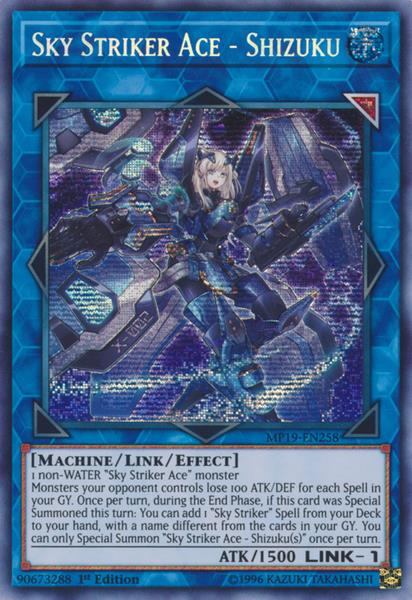 Sky Striker Ace - Shizuku
MP19-EN258
[Machine/Link/Effect]
1 non-WATER "Sky Striker Ace" monster
Monsters your opponent controls lose 100 ATK/DEF for each Spell in
your GY. Once per turn, during the End Phase, if this card was Special
Summoned this turn: You can add 1 "Sky Striker" Spell from your Deck
to your hand, with a name different from the cards in your GY. You
can only Special Summon "Sky Striker Ace - Shizuku(s)" once per turn.
ATK/1500 LINK-1
90673288 1st Edition ©1996 KAZUKI TAKAHASHI